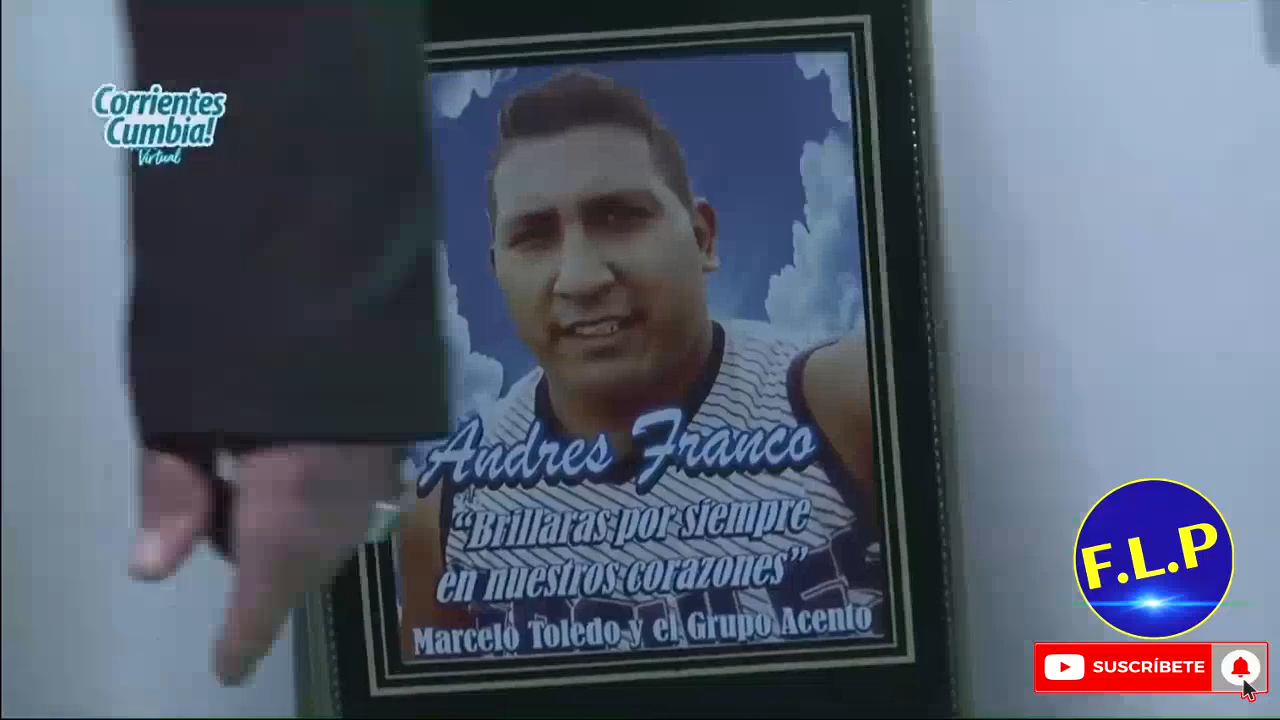 Corrientes
Cumbia!
Virtual
Andres Franco
"Brillaras por siempre
en nuestros corazones"
Marcelo Toledo y el Grupo Acento
F.L.P
SUSCRÍBETE